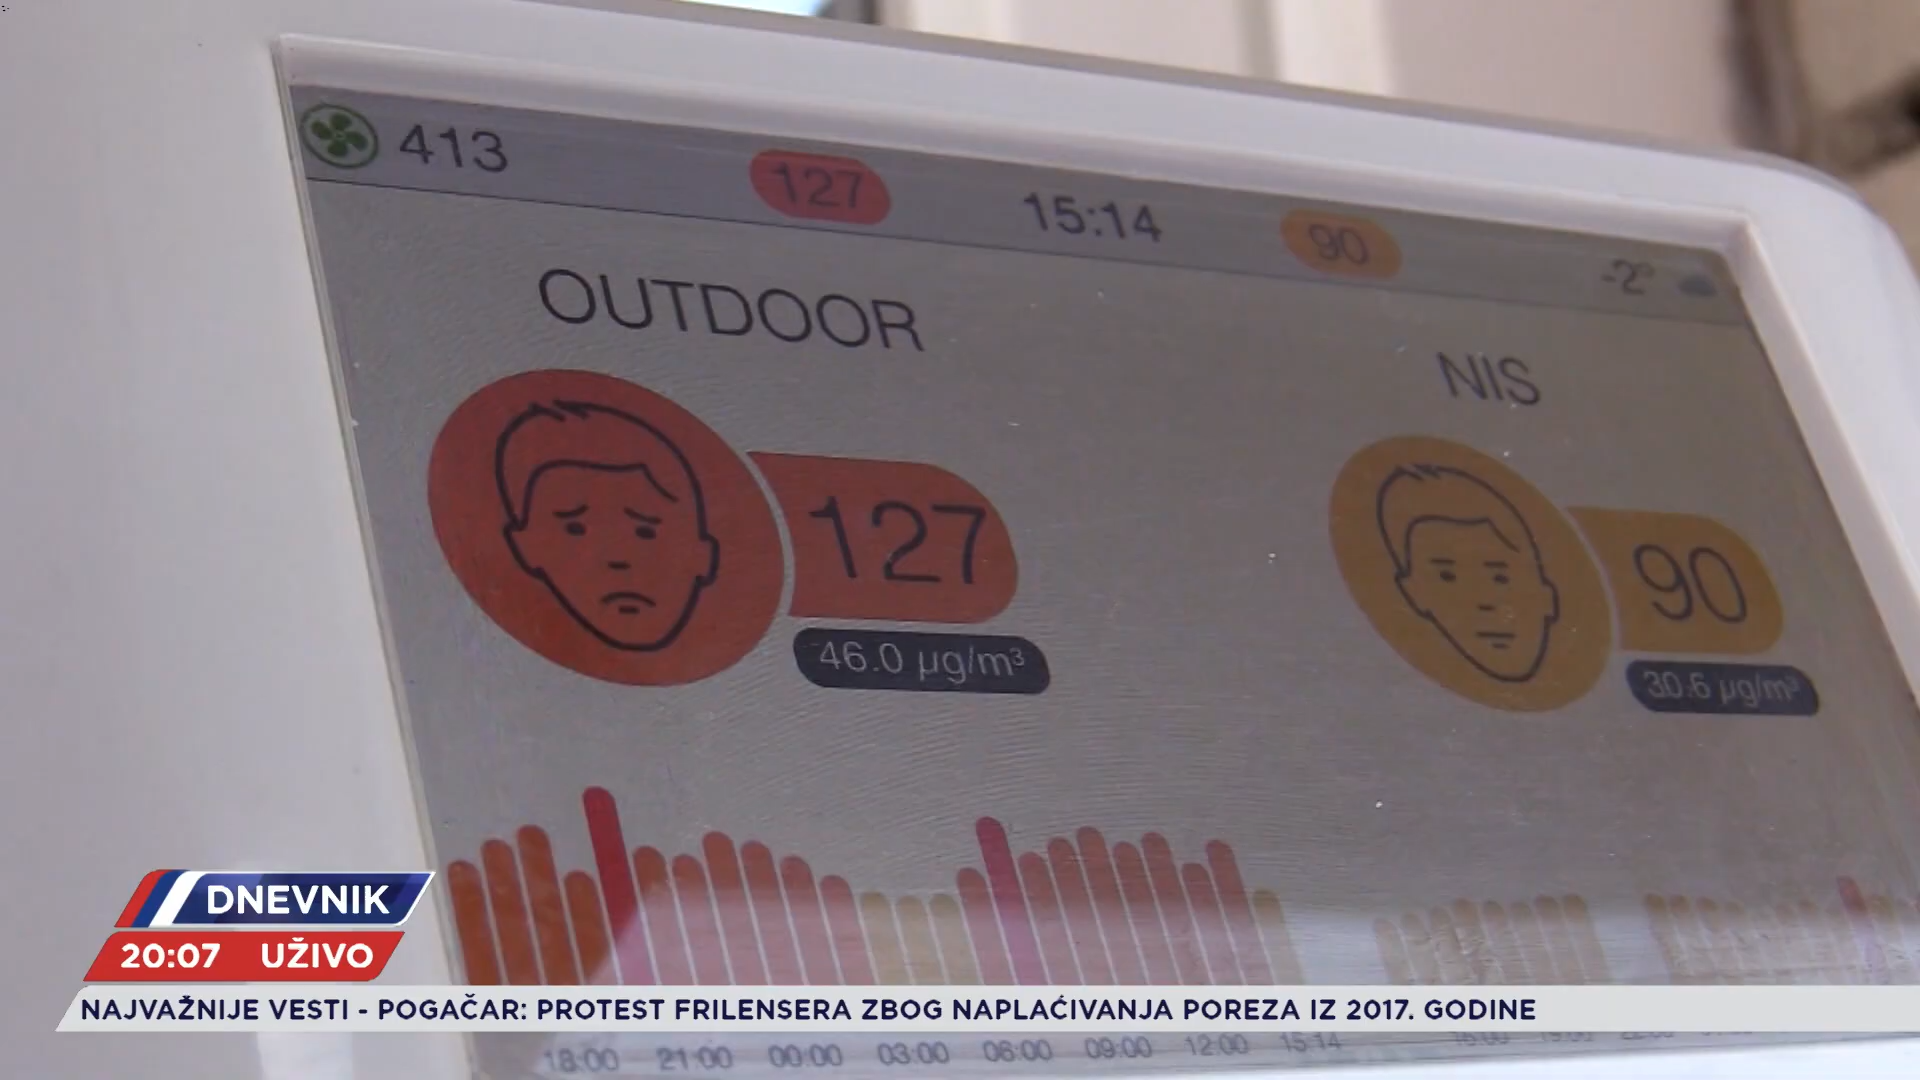 413 127 15:14 90 -2°
OUTDOOR
NIS
127
46.0 µg/m³
90
30.6 µg/m³
DNEVNIK
20:07 UŽIVO
NAJVAŽNIJE VESTI - POGAČAR: PROTEST FRILENSERA ZBOG NAPLAĆIVANJA POREZA IZ 2017. GODINE
18:00 21:00 00:00 03:00 06:00 09:00 12:00 15:14